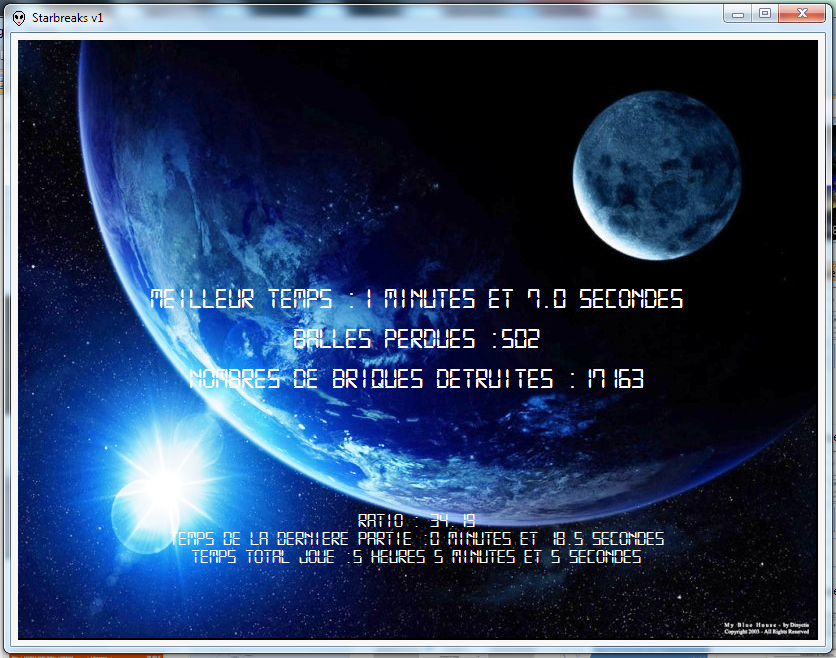 Starbreaks v1
MEILLEUR TEMPS : 1 MINUTES ET 7.0 SECONDES
BALLES PERDUES :502
NOMBRES DE BRIQUES DETRUITES : 17163
RATIO : 34.19
TEMPS DE LA DERNIERE PARTIE :0 MINUTES ET 18.5 SECONDES
TEMPS TOTAL JOUE :5 HEURES 5 MINUTES ET 5 SECONDES
My Blue House - by Dinyctis
Copyright 2003 - All Rights Reserved